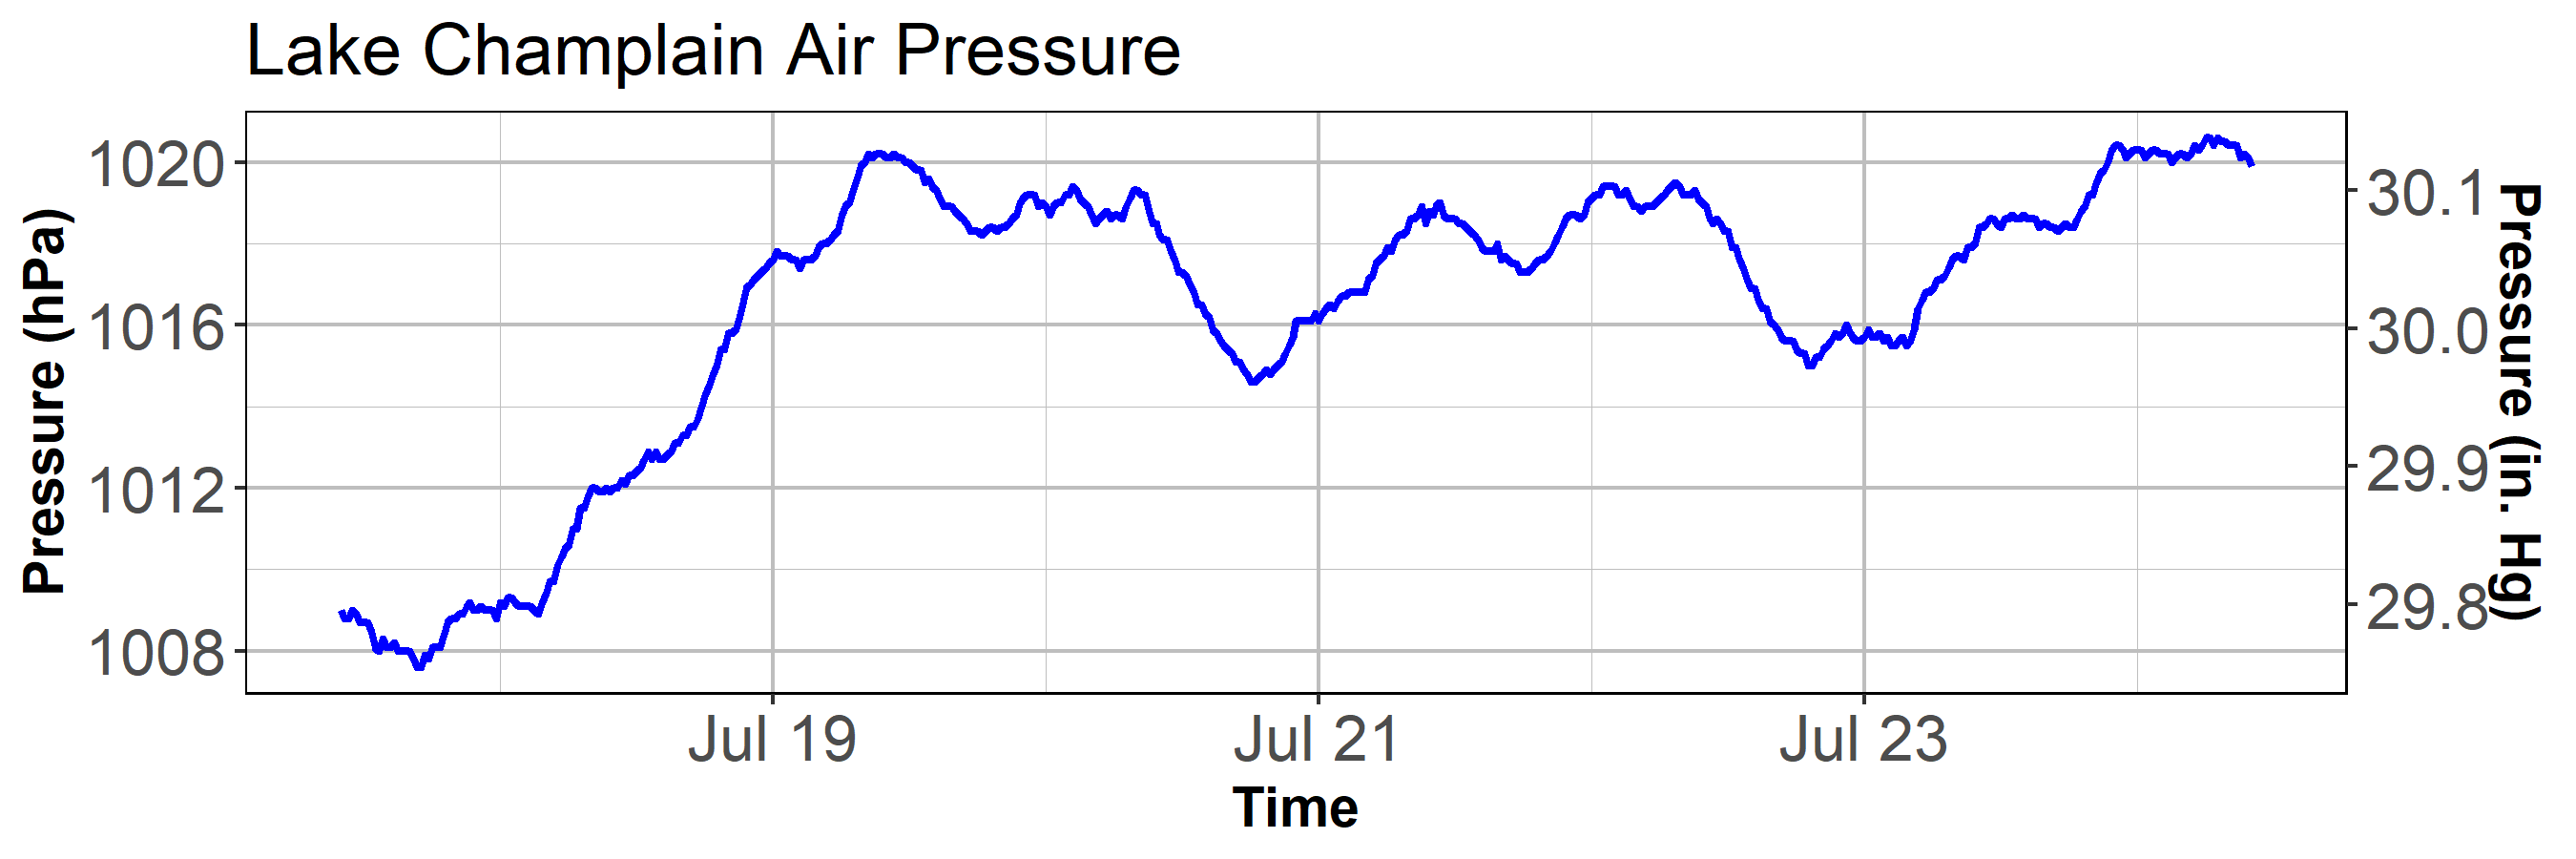 Lake Champlain Air Pressure
Pressure (hPa)
1020
1016
1012
1008
30.1
30.0
29.9
29.8
Pressure (in. Hg)
Jul 19
Jul 21
Jul 23
Time